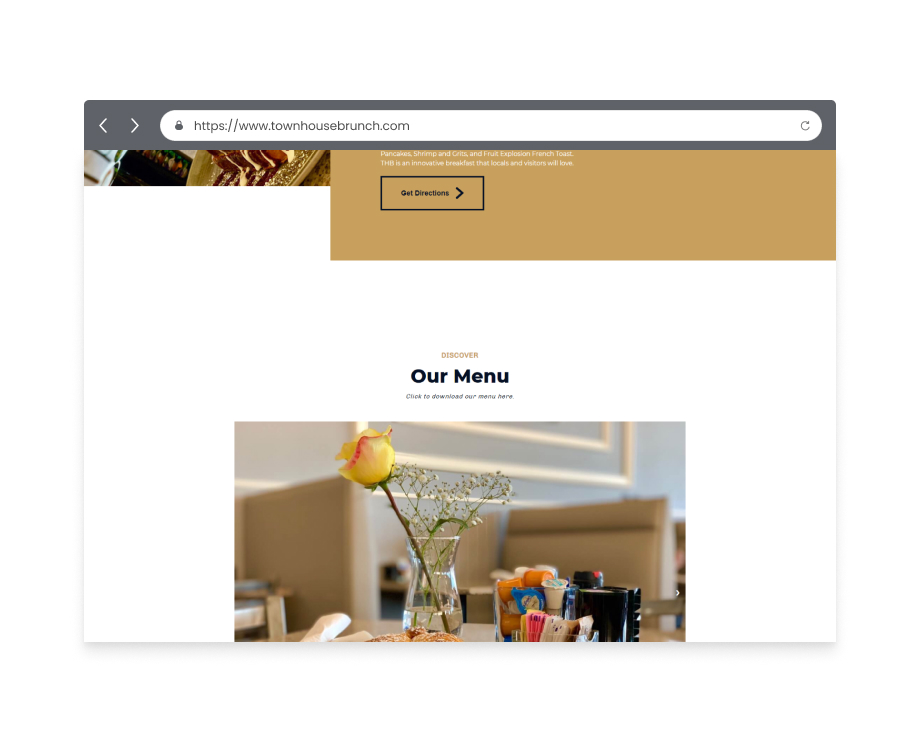 https://www.townhousebrunch.com
Pancakes, Shrimp and Grits, and Fruit Explosion French Toast.
THB is an innovative breakfast that locals and visitors will love.
Get Directions
DISCOVER
Our Menu
Click to download our menu here.